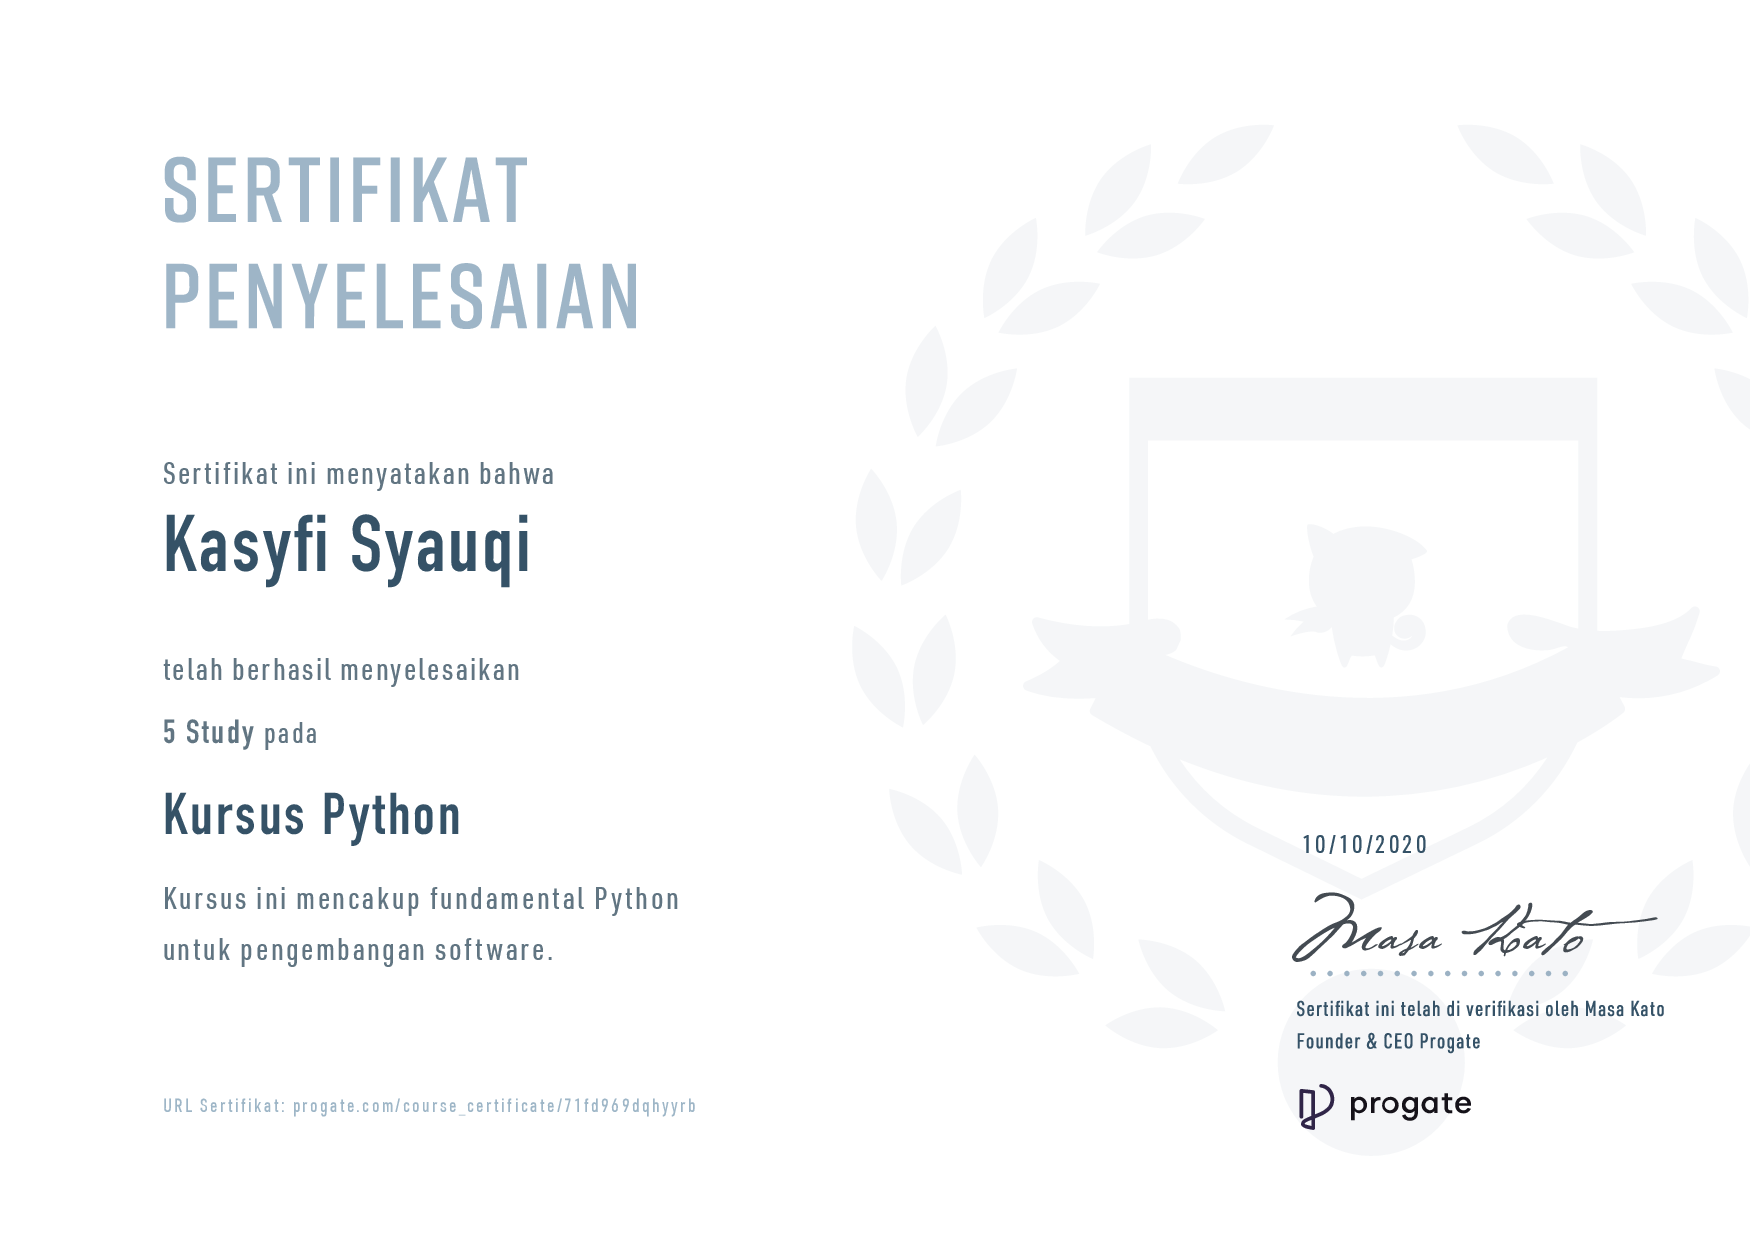 SERTIFIKAT
PENYELESAIAN
Sertifikat ini menyatakan bahwa
Kasyfi Syauqi
telah berhasil menyelesaikan
5 Study pada
Kursus Python
Kursus ini mencakup fundamental Python
untuk pengembangan software.
10/10/2020
Masa Kato
Sertifikat ini telah di verifikasi oleh Masa Kato
Founder & CEO Progate
progate
URL Sertifikat: progate.com/course_certificate/71fd969dqhyyrb